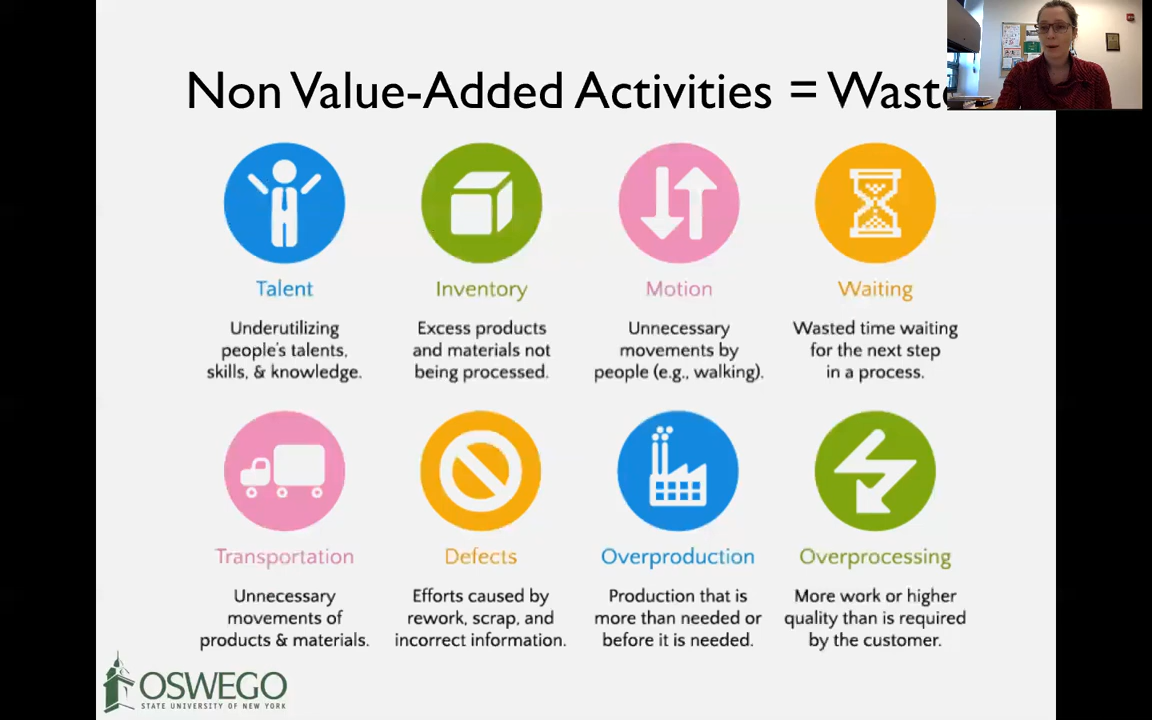 Non Value-Added Activities = Waste
Talent
Underutilizing
people's talents,
skills, & knowledge.
Inventory
Excess products
and materials not
being processed.
Motion
Unnecessary
movements by
people (e.g., walking).
Waiting
Wasted time waiting
for the next step
in a process.
Transportation
Unnecessary
movements of
products & materials.
Defects
Efforts caused by
rework, scrap, and
incorrect information.
Overproduction
Production that is
more than needed or
before it is needed.
Overprocessing
More work or higher
quality than is required
by the customer.
OSWEGO
STATE UNIVERSITY OF NEW YORK